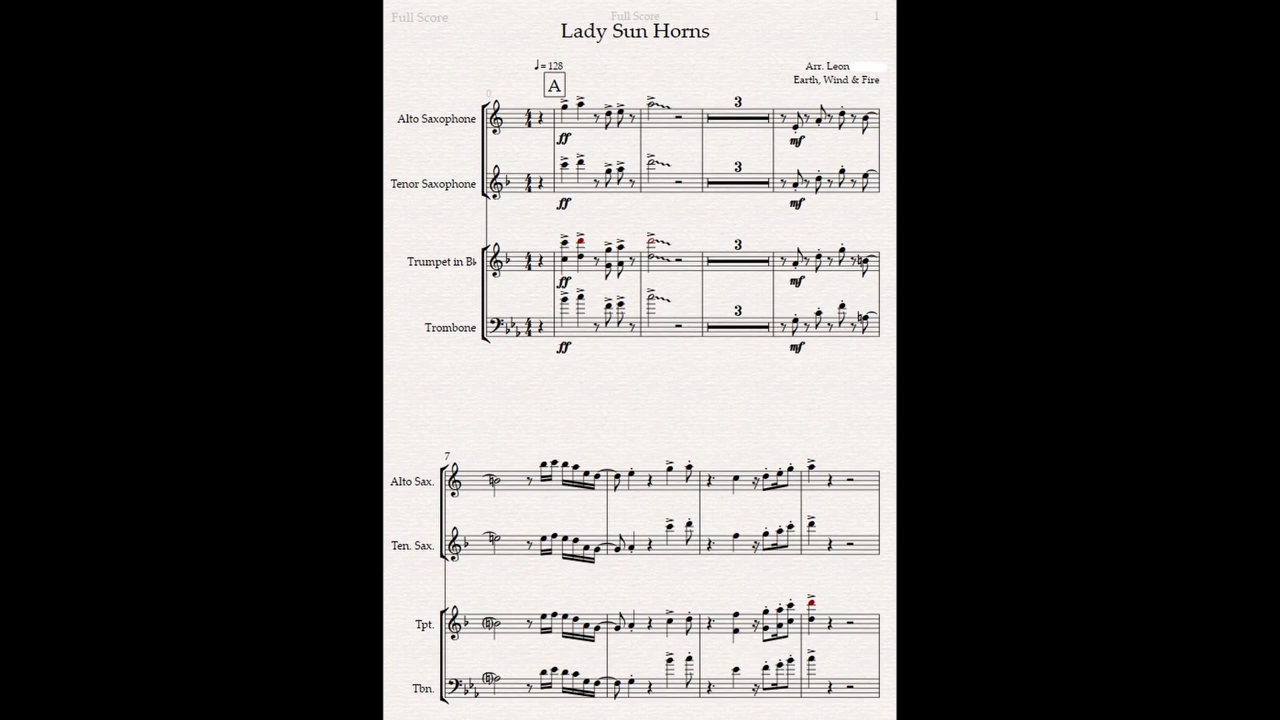 Full Score Full Score 1
Lady Sun Horns
♩= 128
Arr. Leon
A
Earth, Wind & Fire
0
Alto Saxophone
3
ff
mf
Tenor Saxophone
3
ff
mf
Trumpet in B♭
3
ff
mf
Trombone
3
ff
mf
7
Alto Sax.
Ten. Sax.
Tpt.
Tbn.